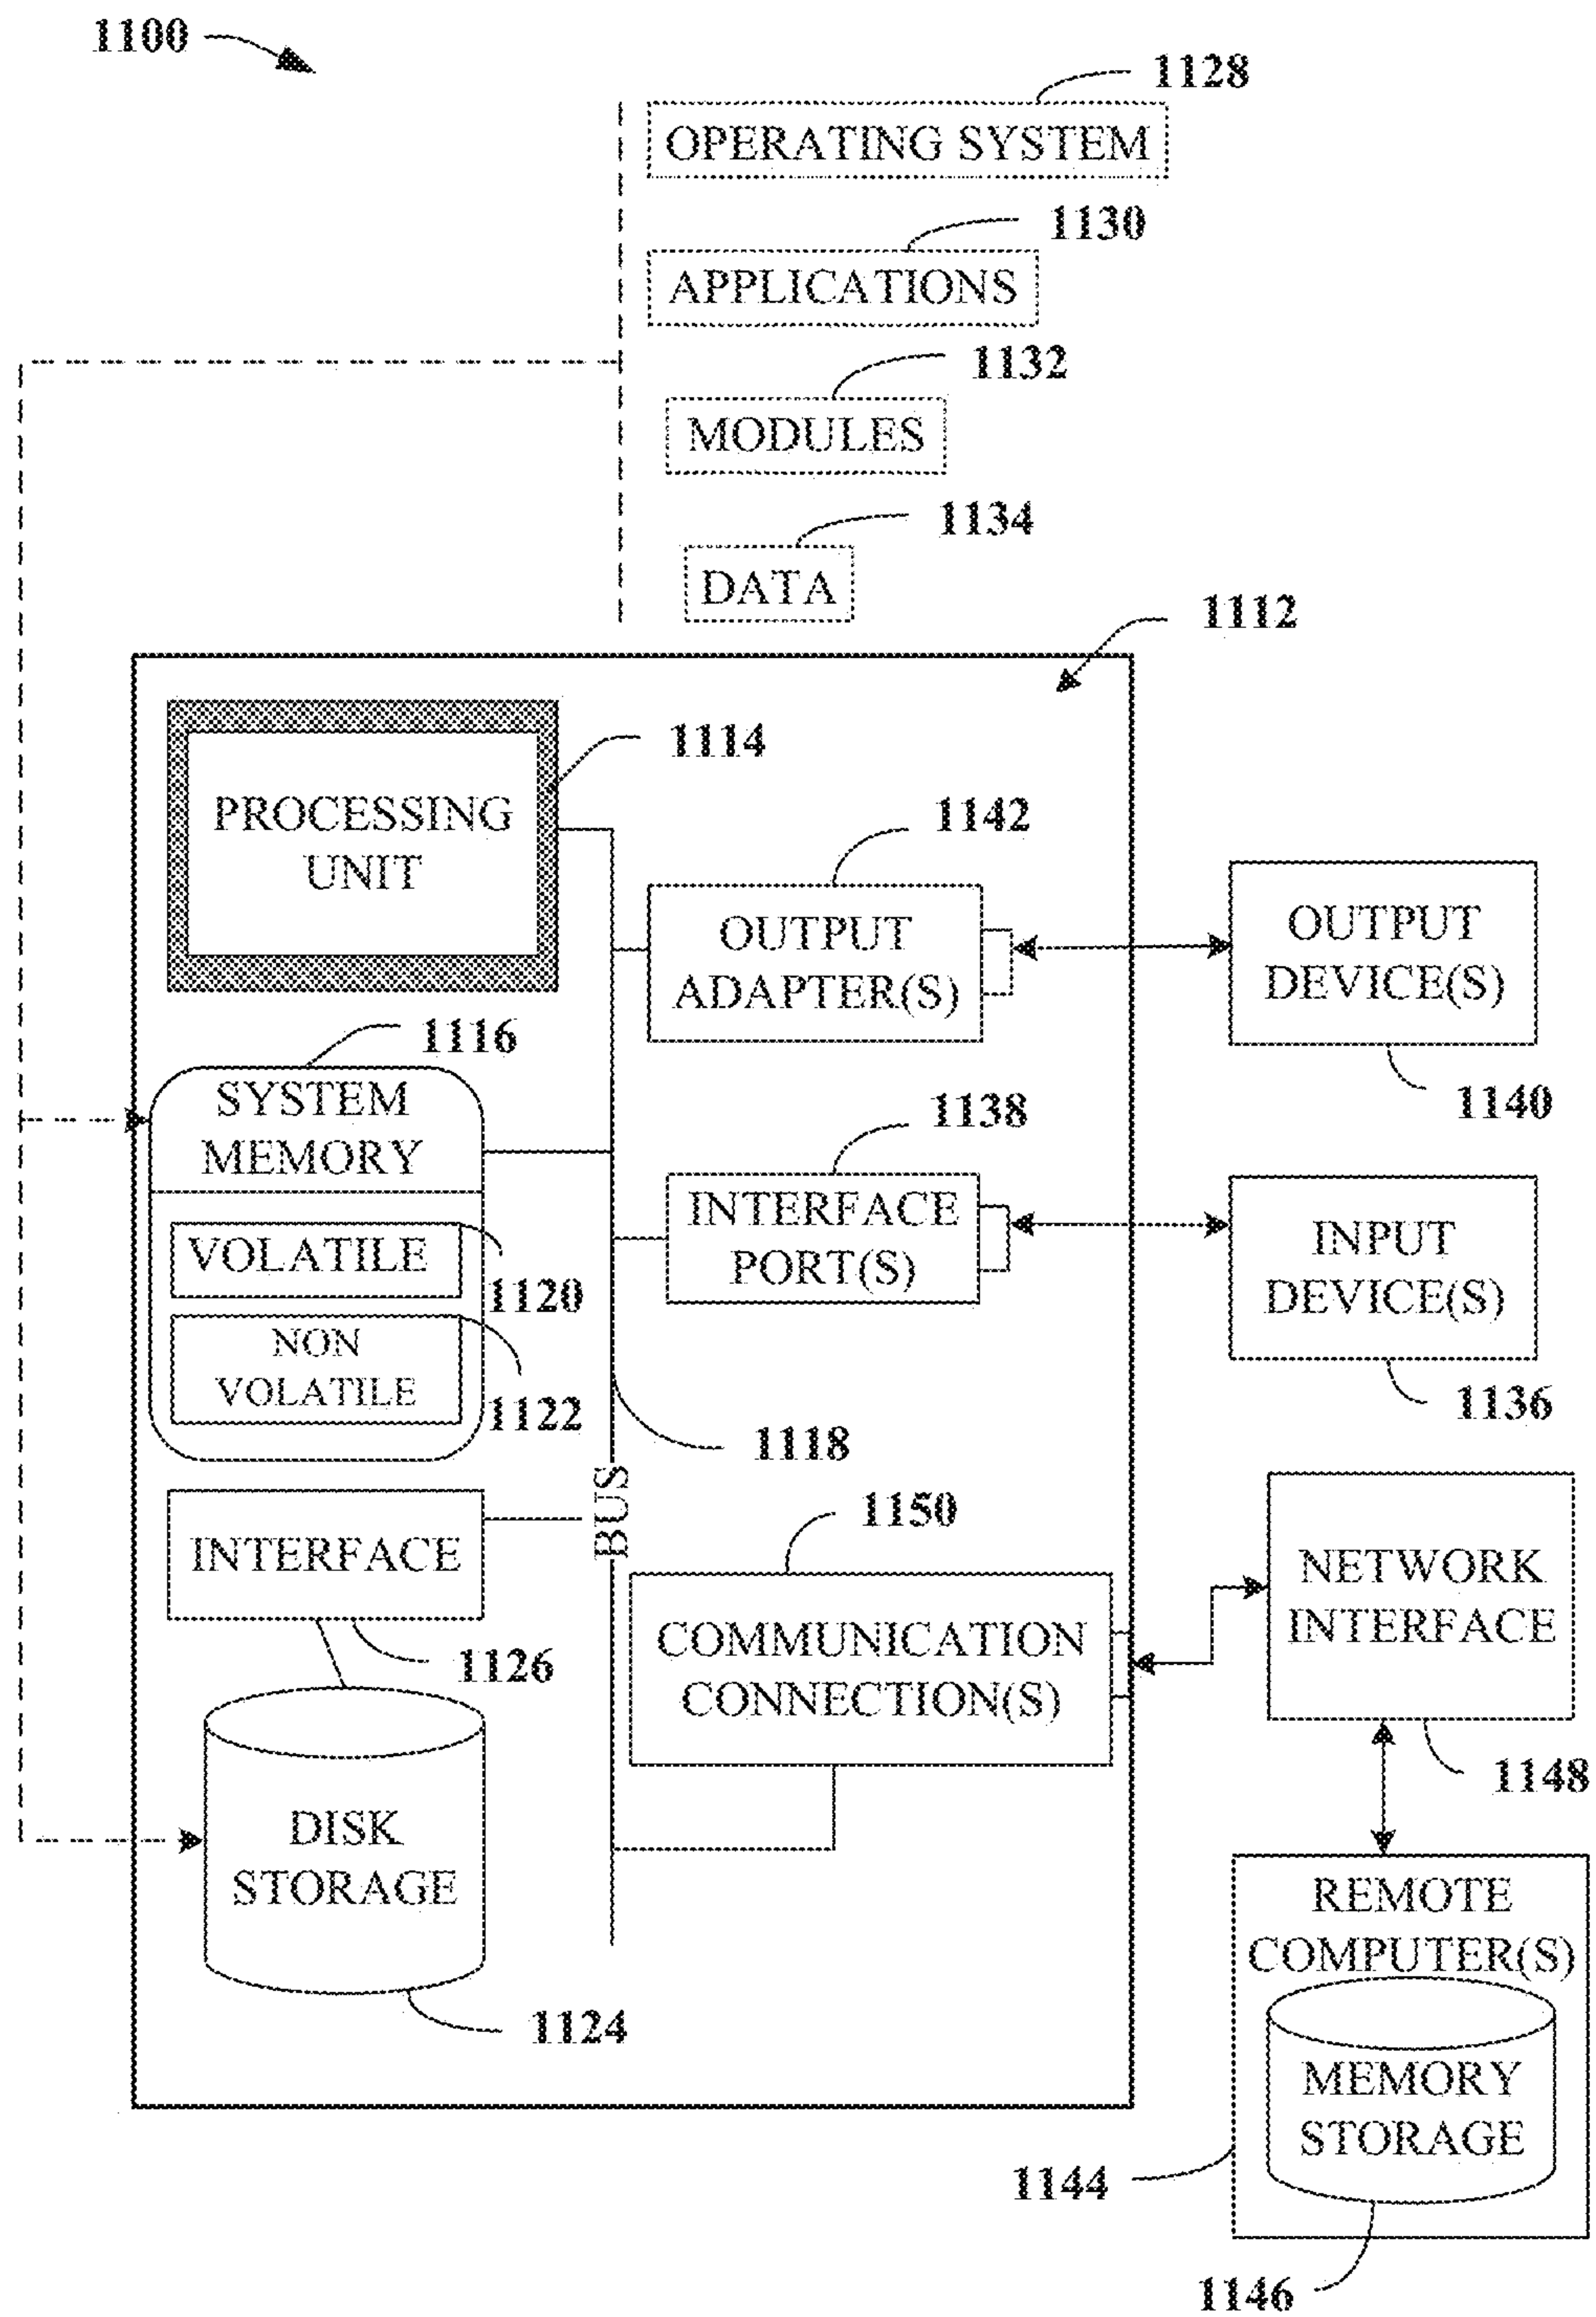 1100
1128
OPERATING SYSTEM
1130
APPLICATIONS
1132
MODULES
1134
DATA
1112
1114
PROCESSING
UNIT
1142
OUTPUT
ADAPTER(S)
OUTPUT
DEVICE(S)
1140
1116
SYSTEM
MEMORY
1138
INTERFACE
PORT(S)
INPUT
DEVICE(S)
1136
VOLATILE
1120
NON
VOLATILE
1122
1118
BUS
INTERFACE
1126
1150
COMMUNICATION
CONNECTION(S)
NETWORK
INTERFACE
1148
DISK
STORAGE
1124
REMOTE
COMPUTER(S)
MEMORY
STORAGE
1144
1146